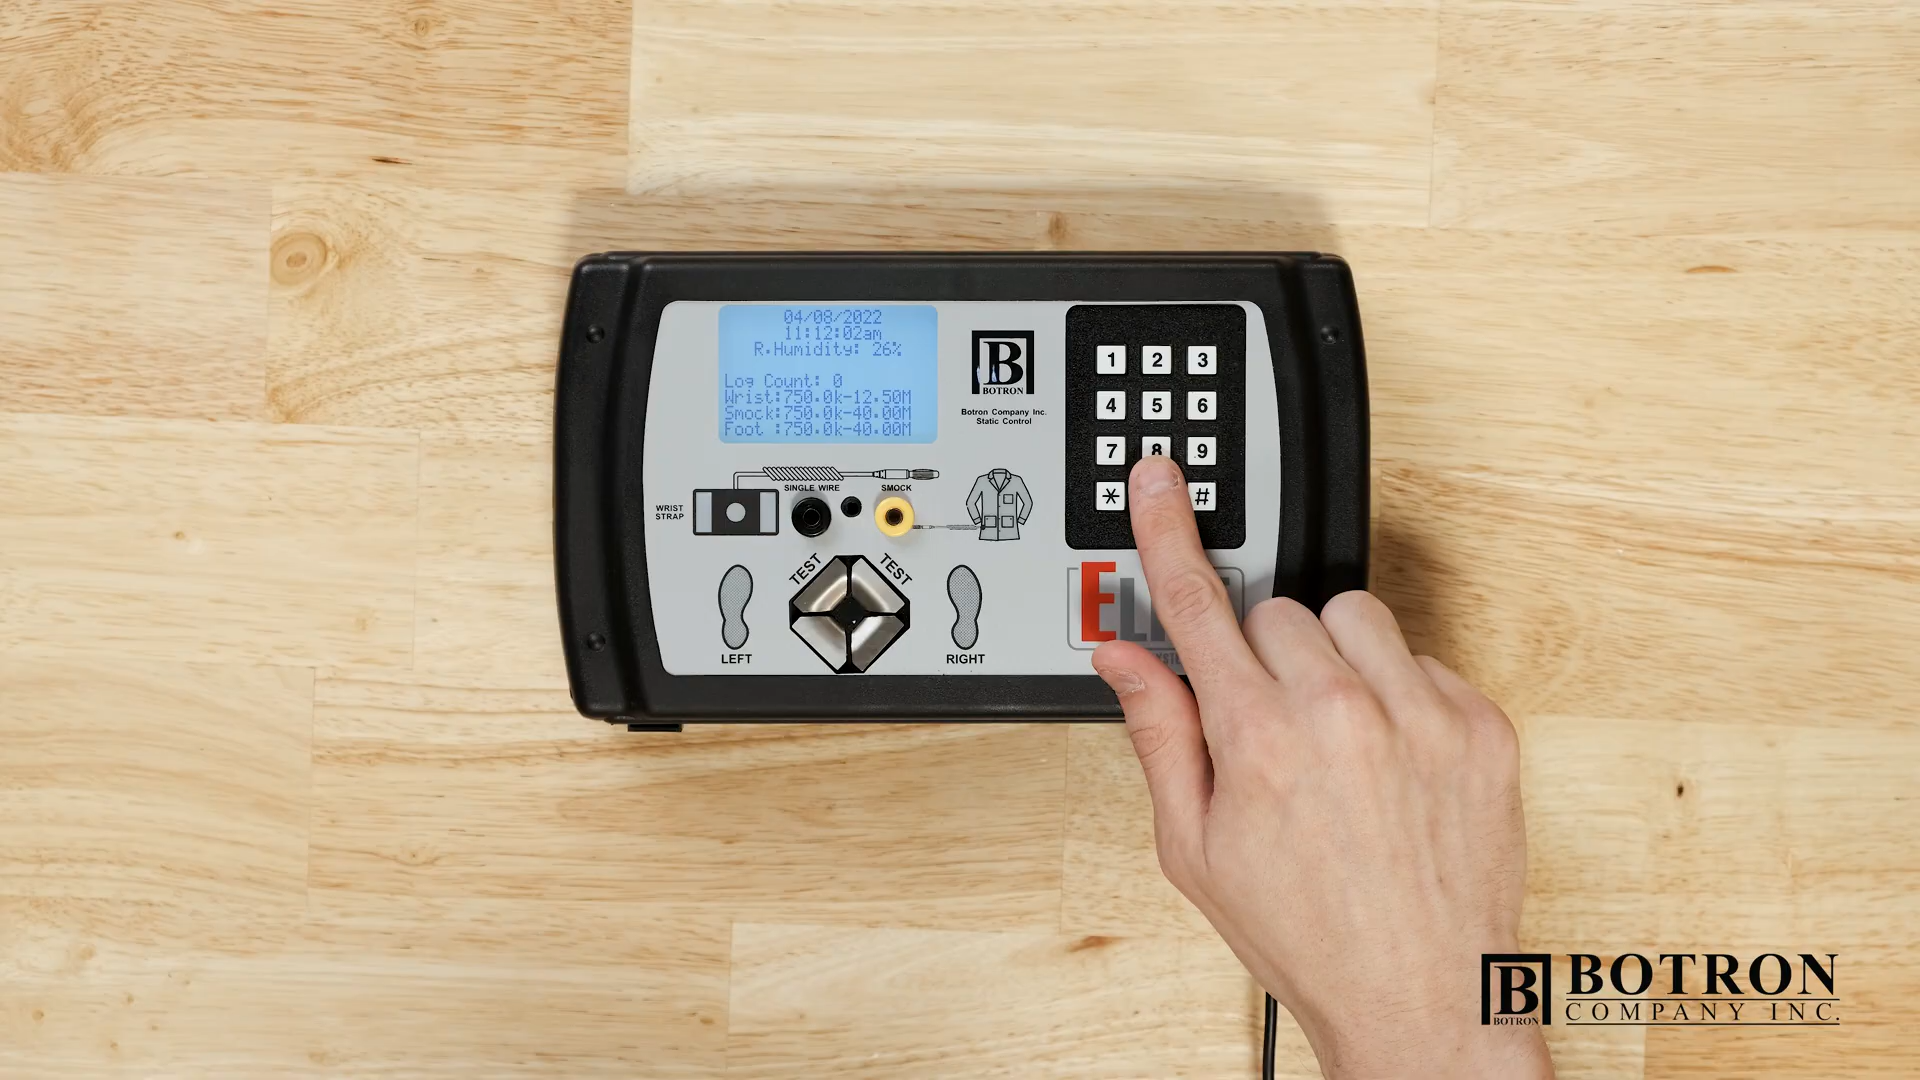 04/08/2022
11:12:02am
R.Humidity: 26%
Log Count: 0
Wrist:750.0k-12.50M
Smock:750.0k-40.00M
Foot :750.0k-40.00M
B
BOTRON
Botron Company Inc.
Static Control
1 2 3
4 5 6
7 8 9
* #
WRIST
STRAP
SINGLE WIRE
SMOCK
TEST
TEST
LEFT
RIGHT
B
BOTRON
BOTRON
COMPANY INC.